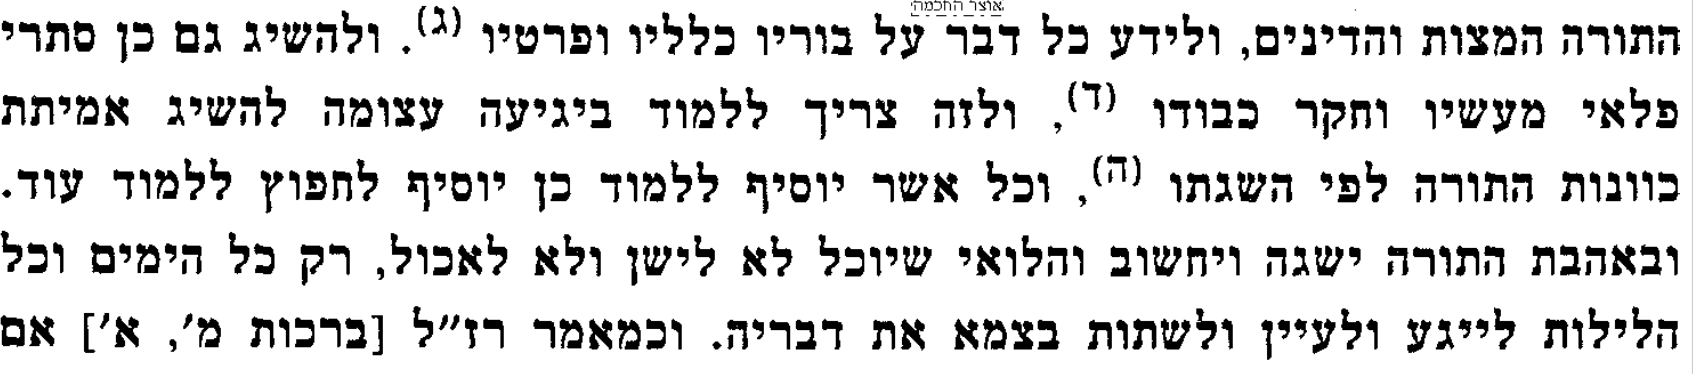 אוצר החכמה
התורה המצות והדינים, ולידע כל דבר על בוריו כלליו ופרטיו (ג). ולהשיג גם כן סתרי
פלאי מעשיו וחקר כבודו (ד), ולזה צריך ללמוד ביגיעה עצומה להשיג אמיתת
כוונות התורה לפי השגתו (ה), וכל אשר יוסיף ללמוד כן יוסיף לחפוץ ללמוד עוד.
ובאהבת התורה ישגה ויחשוב והלואי שיוכל לא לישן ולא לאכול, רק כל הימים וכל
הלילות לייגע ולעיין ולשתות בצמא את דבריה. וכמאמר רז״ל [ברכות מ׳, א׳] אם